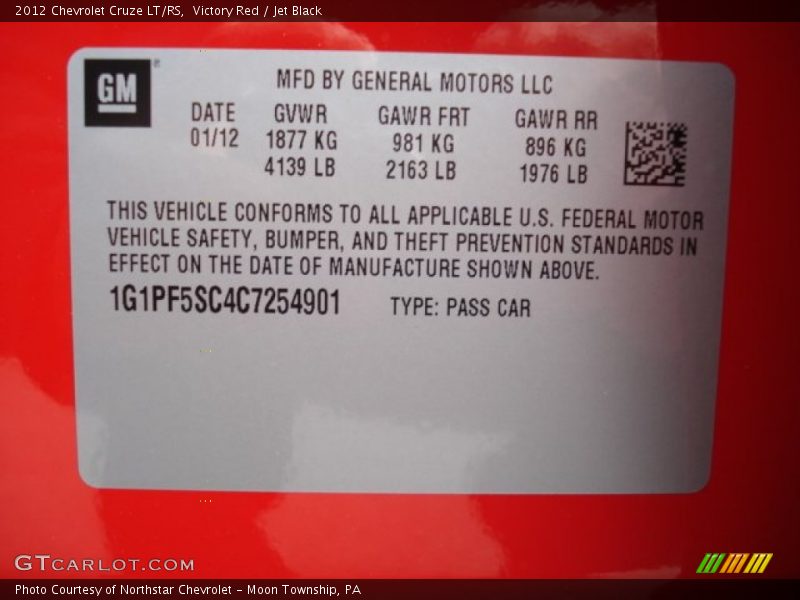 2012 Chevrolet Cruze LT/RS,  Victory Red / Jet Black
GM
MFD BY GENERAL MOTORS LLC
DATE GVWR GAWR FRT GAWR RR
01/12 1877 KG 981 KG 896 KG
4139 LB 2163 LB 1976 LB
THIS VEHICLE CONFORMS TO ALL APPLICABLE U.S. FEDERAL MOTOR
VEHICLE SAFETY, BUMPER, AND THEFT PREVENTION STANDARDS IN
EFFECT ON THE DATE OF MANUFACTURE SHOWN ABOVE.
1G1PF5SC4C7254901 TYPE: PASS CAR
GTCARLOT.COM
Photo Courtesy of Northstar Chevrolet - Moon Township, PA